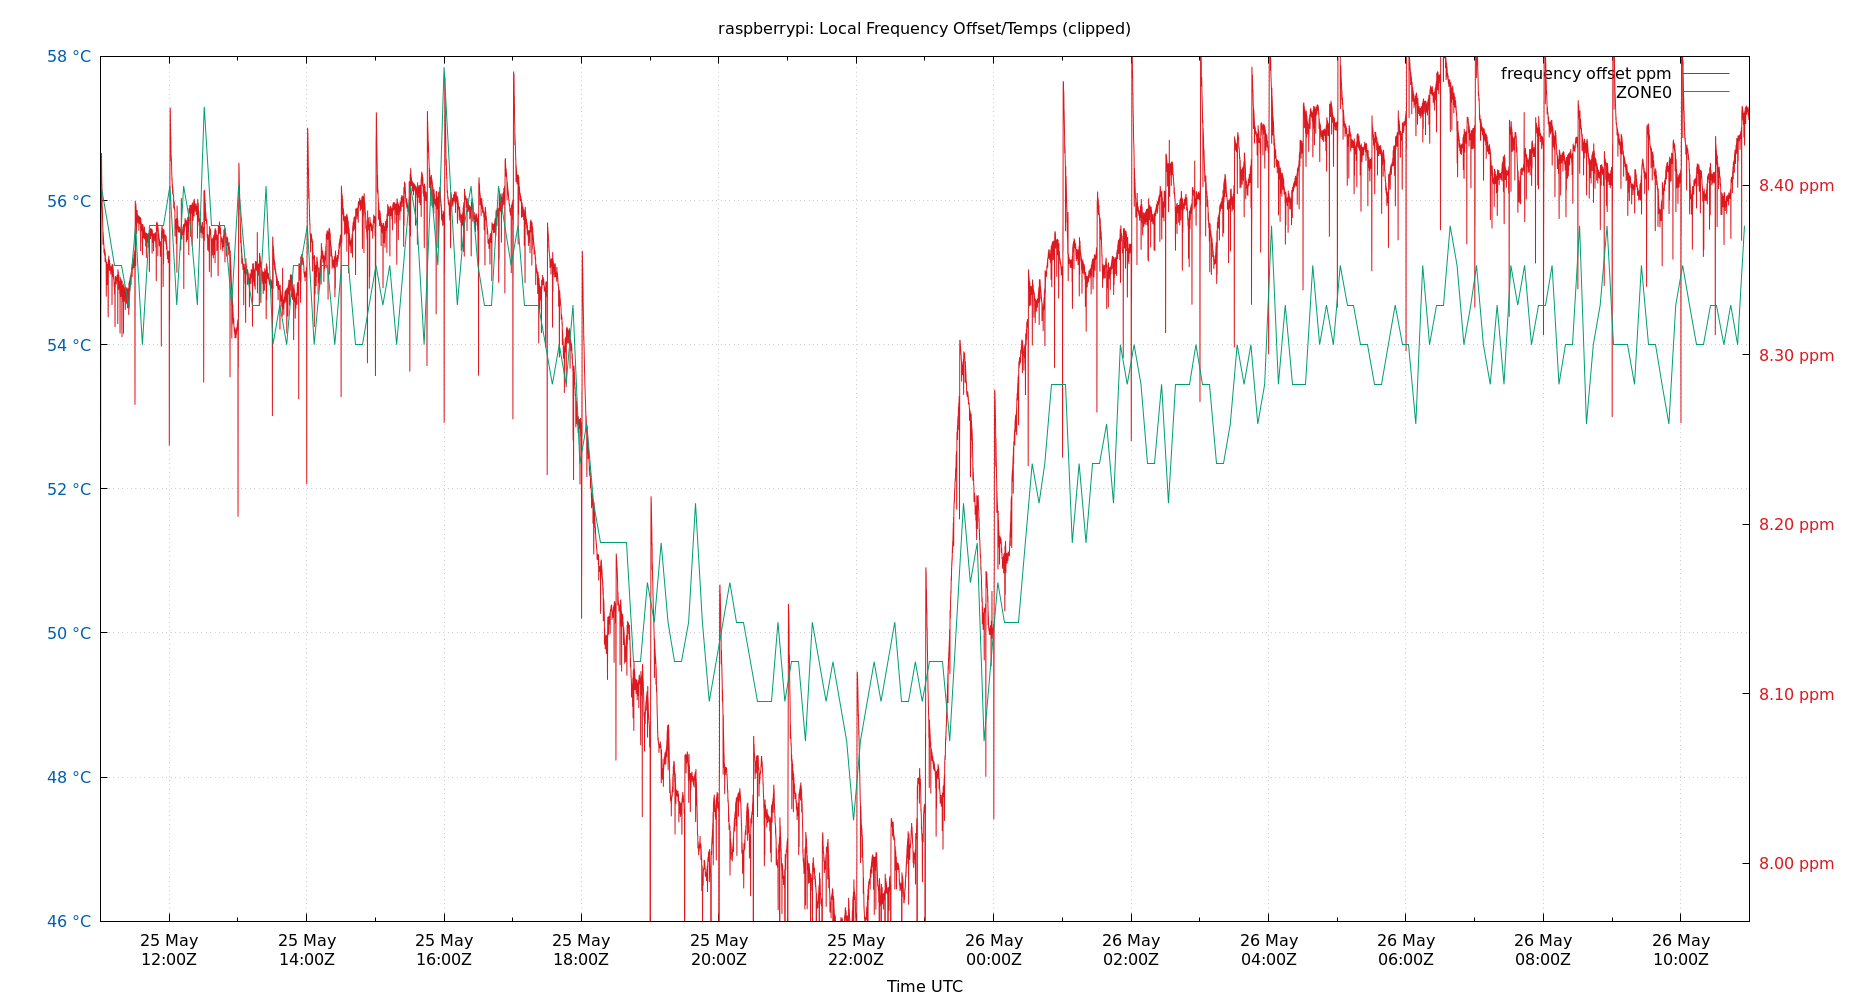 raspberrypi: Local Frequency Offset/Temps (clipped)
58 °C
56 °C
54 °C
52 °C
50 °C
48 °C
46 °C
frequency offset ppm
ZONE0
8.40 ppm
8.30 ppm
8.20 ppm
8.10 ppm
8.00 ppm
25 May 25 May 25 May 25 May 25 May 25 May 26 May 26 May 26 May 26 May 26 May 26 May
12:00Z 14:00Z 16:00Z 18:00Z 20:00Z 22:00Z 00:00Z 02:00Z 04:00Z 06:00Z 08:00Z 10:00Z
Time UTC